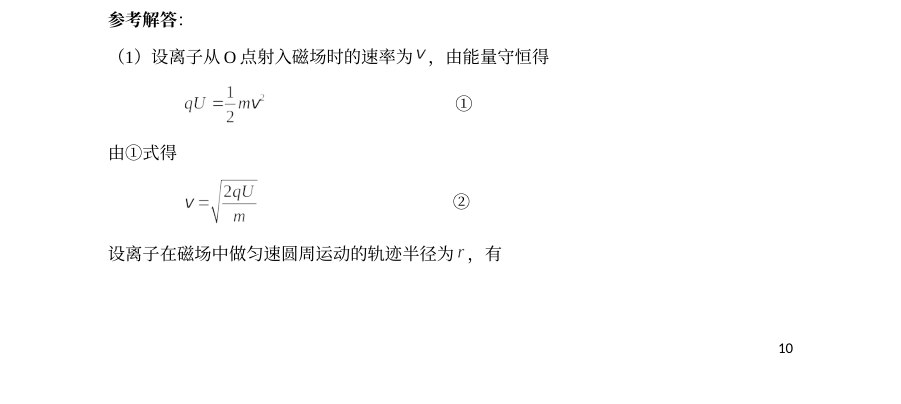 参考解答：
（1）设离子从 O 点射入磁场时的速率为 v，由能量守恒得
qU = 1/2 mv² ①
由①式得
v = √(2qU/m) ②
设离子在磁场中做匀速圆周运动的轨迹半径为 r，有
10